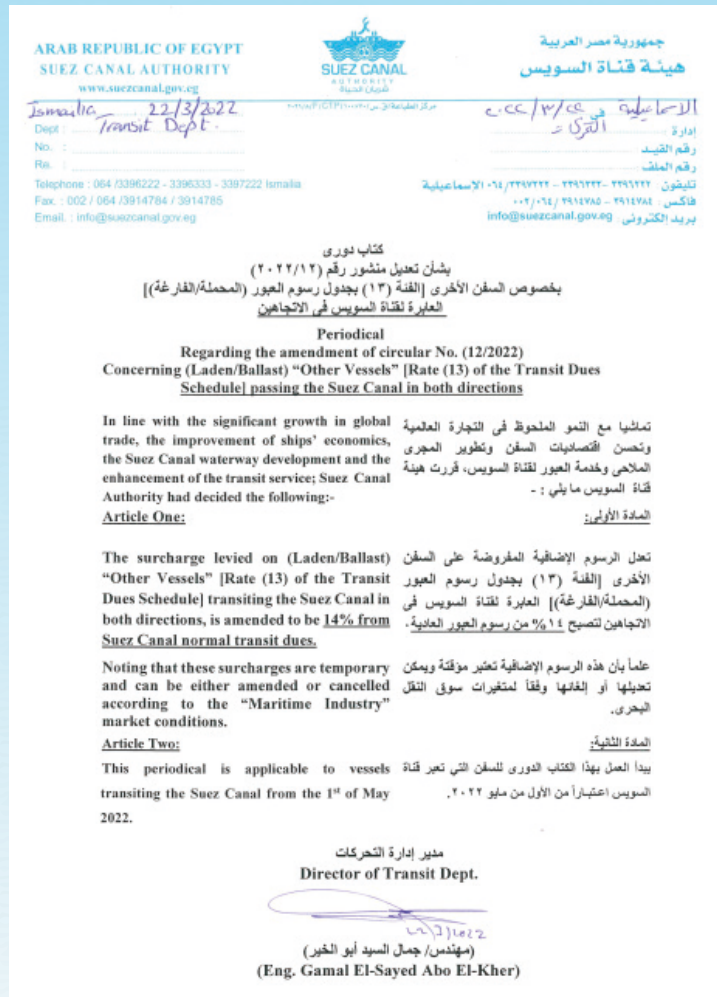 ARAB REPUBLIC OF EGYPT
SUEZ CANAL AUTHORITY
www.suezcanal.gov.eg
Ismailia 22/3/2022
Dept : Transit Dept.
No. :
Re. :
Telephone : 064 /3396222 - 3396333 - 3397222 Ismailia
Fax. : 002 / 064 /3914784 / 3914785
Email. : info@suezcanal.gov.eg
SUEZ CANAL
AUTHORITY
شريان الحياة
جمهورية مصر العربية
هيئة قناة السويس
الاسماعيلية فى ٢٠٢٢/٣/٢٢
إدارة :
رقم القيد :
رقم الملف :
تليفون : ٣٣٩٦٢٢٢ - ٣٣٩٦٣٣٣ - ٠٦٤/٣٣٩٧٢٢٢ الاسماعيلية
فاكس : ٣٩١٤٧٨٤ - ٠٠٢/٠٦٤/ ٣٩١٤٧٨٥
بريد إلكترونى : info@suezcanal.gov.eg
كتاب دورى
بشأن تعديل منشور رقم (٢٠٢٢/١٢)
بخصوص السفن الأخرى [الفئة (١٣) بجدول رسوم العبور (المحملة/الفارغة)]
العابرة لقناة السويس فى الاتجاهين
Periodical
Regarding the amendment of circular No. (12/2022)
Concerning (Laden/Ballast) “Other Vessels” [Rate (13) of the Transit Dues
Schedule] passing the Suez Canal in both directions
In line with the significant growth in global
trade, the improvement of ships’ economics,
the Suez Canal waterway development and the
enhancement of the transit service; Suez Canal
Authority had decided the following:-
Article One:
تماشيا مع النمو الملحوظ فى التجارة العالمية
وتحسن اقتصاديات السفن وتطوير المجرى
الملاحي وخدمة العبور لقناة السويس، قررت هيئة
قناة السويس ما يلي : -
المادة الأولى:
The surcharge levied on (Laden/Ballast)
“Other Vessels” [Rate (13) of the Transit
Dues Schedule] transiting the Suez Canal in
both directions, is amended to be 14% from
Suez Canal normal transit dues.
تعدل الرسوم الإضافية المفروضة على السفن
الأخرى [الفئة (١٣) بجدول رسوم العبور
(المحملة/الفارغة)] العابرة لقناة السويس فى
الاتجاهين لتصبح ١٤% من رسوم العبور العادية.
Noting that these surcharges are temporary
and can be either amended or cancelled
according to the “Maritime Industry”
market conditions.
علماً بأن هذه الرسوم الإضافية تعتبر مؤقتة ويمكن
تعديلها أو إلغائها وفقاً لمتغيرات سوق النقل
البحرى.
Article Two:
This periodical is applicable to vessels
transiting the Suez Canal from the 1st of May
2022.
المادة الثانية:
يبدأ العمل بهذا الكتاب الدورى للسفن التي تعبر قناة
السويس اعتباراً من الأول من مايو ٢٠٢٢.
مدير إدارة التحركات
Director of Transit Dept.
22/3/2022
(مهندس/ جمال السيد أبو الخير)
(Eng. Gamal El-Sayed Abo El-Kher)